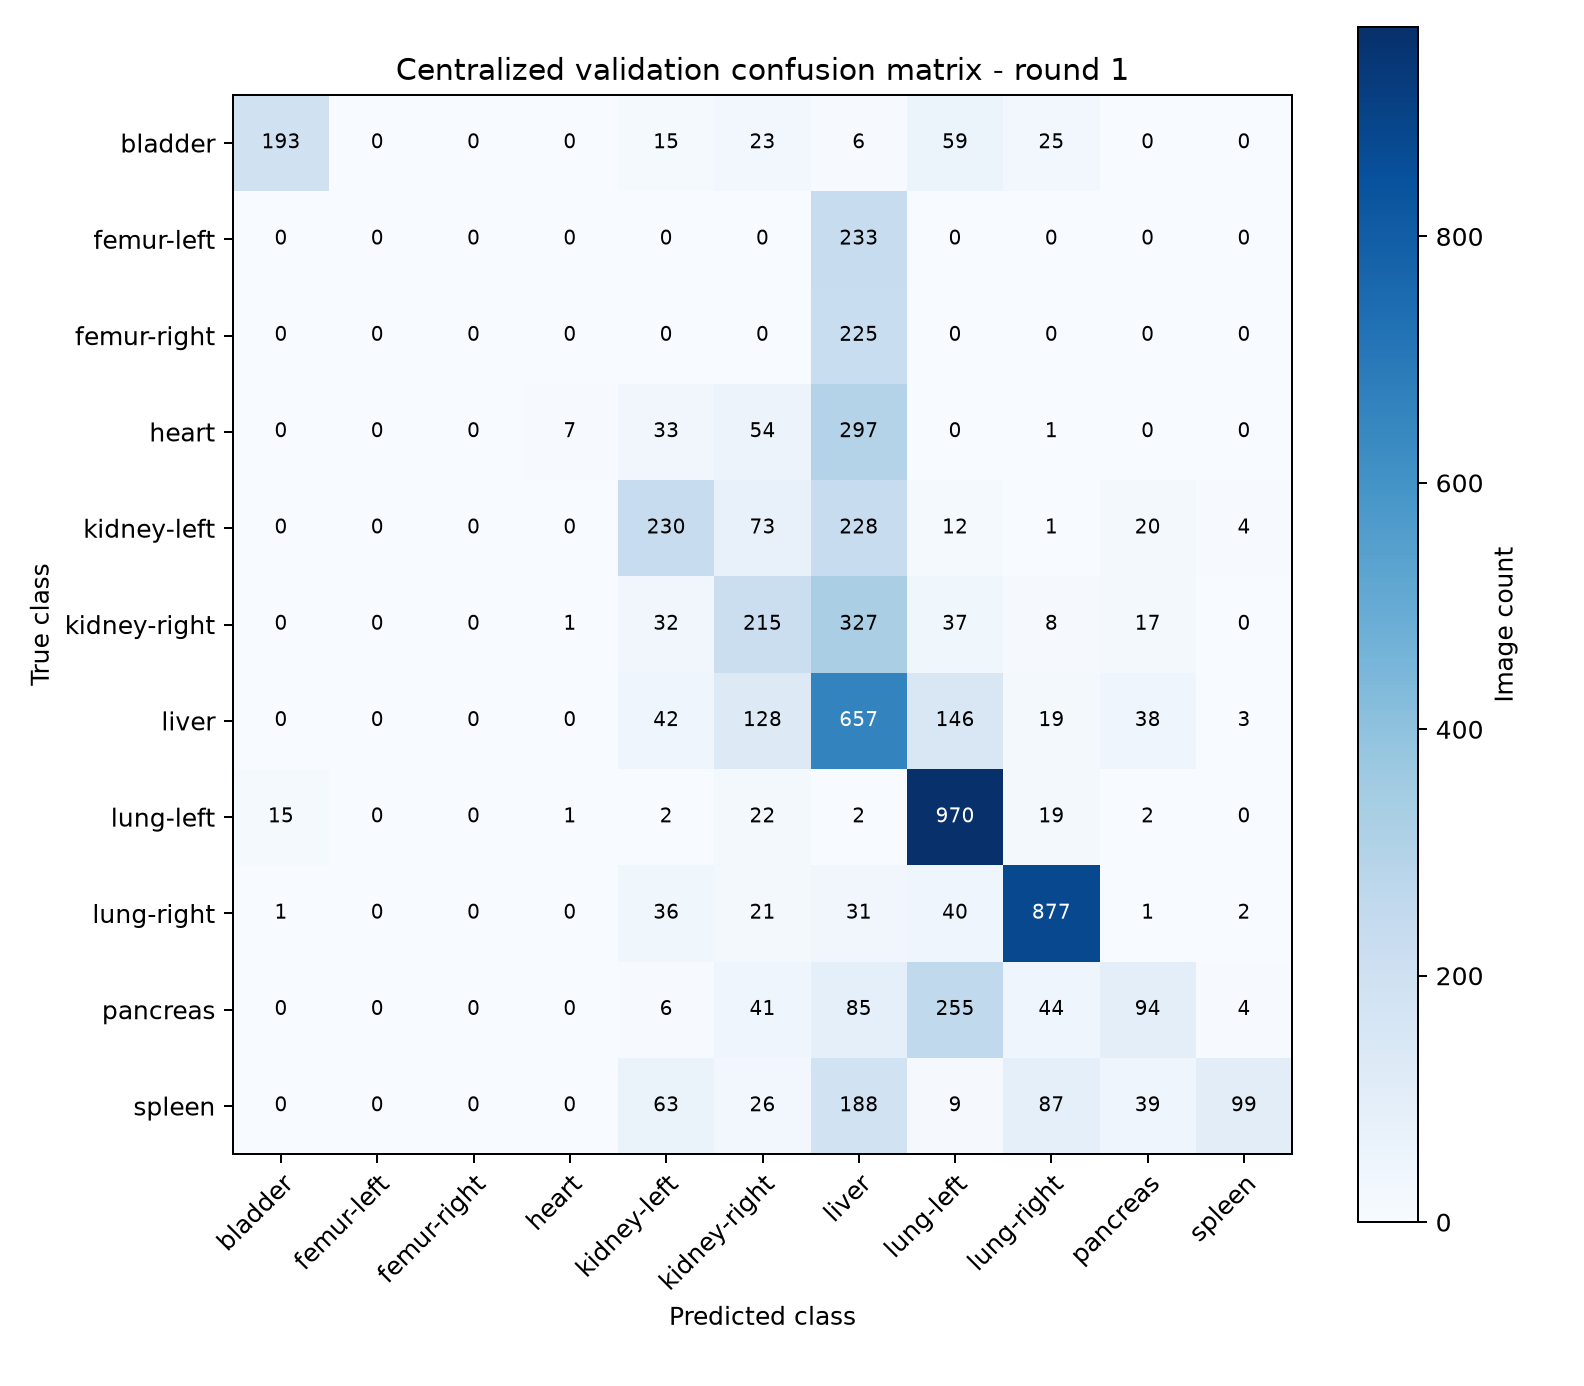 Centralized validation confusion matrix - round 1
bladder 193 0 0 0 15 23 6 59 25 0 0
femur-left 0 0 0 0 0 0 233 0 0 0 0
femur-right 0 0 0 0 0 0 225 0 0 0 0
heart 0 0 0 7 33 54 297 0 1 0 0
kidney-left 0 0 0 0 230 73 228 12 1 20 4
kidney-right 0 0 0 1 32 215 327 37 8 17 0
liver 0 0 0 0 42 128 657 146 19 38 3
lung-left 15 0 0 1 2 22 2 970 19 2 0
lung-right 1 0 0 0 36 21 31 40 877 1 2
pancreas 0 0 0 0 6 41 85 255 44 94 4
spleen 0 0 0 0 63 26 188 9 87 39 99
bladder femur-left femur-right heart kidney-left kidney-right liver lung-left lung-right pancreas spleen
Predicted class
True class
800
600
400
200
0
Image count